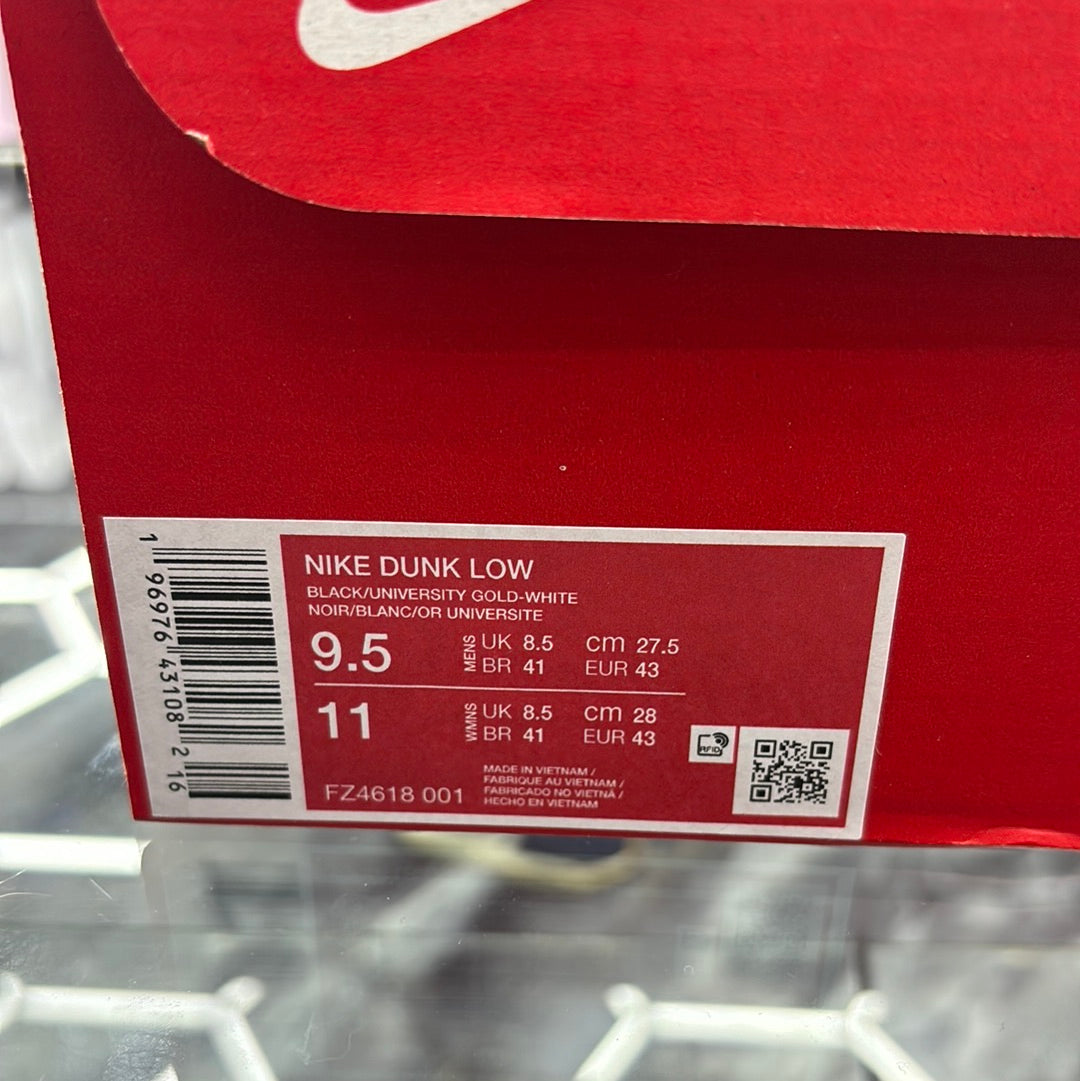 NIKE DUNK LOW
BLACK/UNIVERSITY GOLD-WHITE
NOIR/BLANC/OR UNIVERSITE
9.5 MENS UK 8.5 cm 27.5
BR 41 EUR 43
11 WMNS UK 8.5 cm 28
BR 41 EUR 43
RFID
FZ4618 001
MADE IN VIETNAM /
FABRIQUE AU VIETNAM /
FABRICADO NO VIETNÃ /
HECHO EN VIETNAM
1 96976 43108 2 16